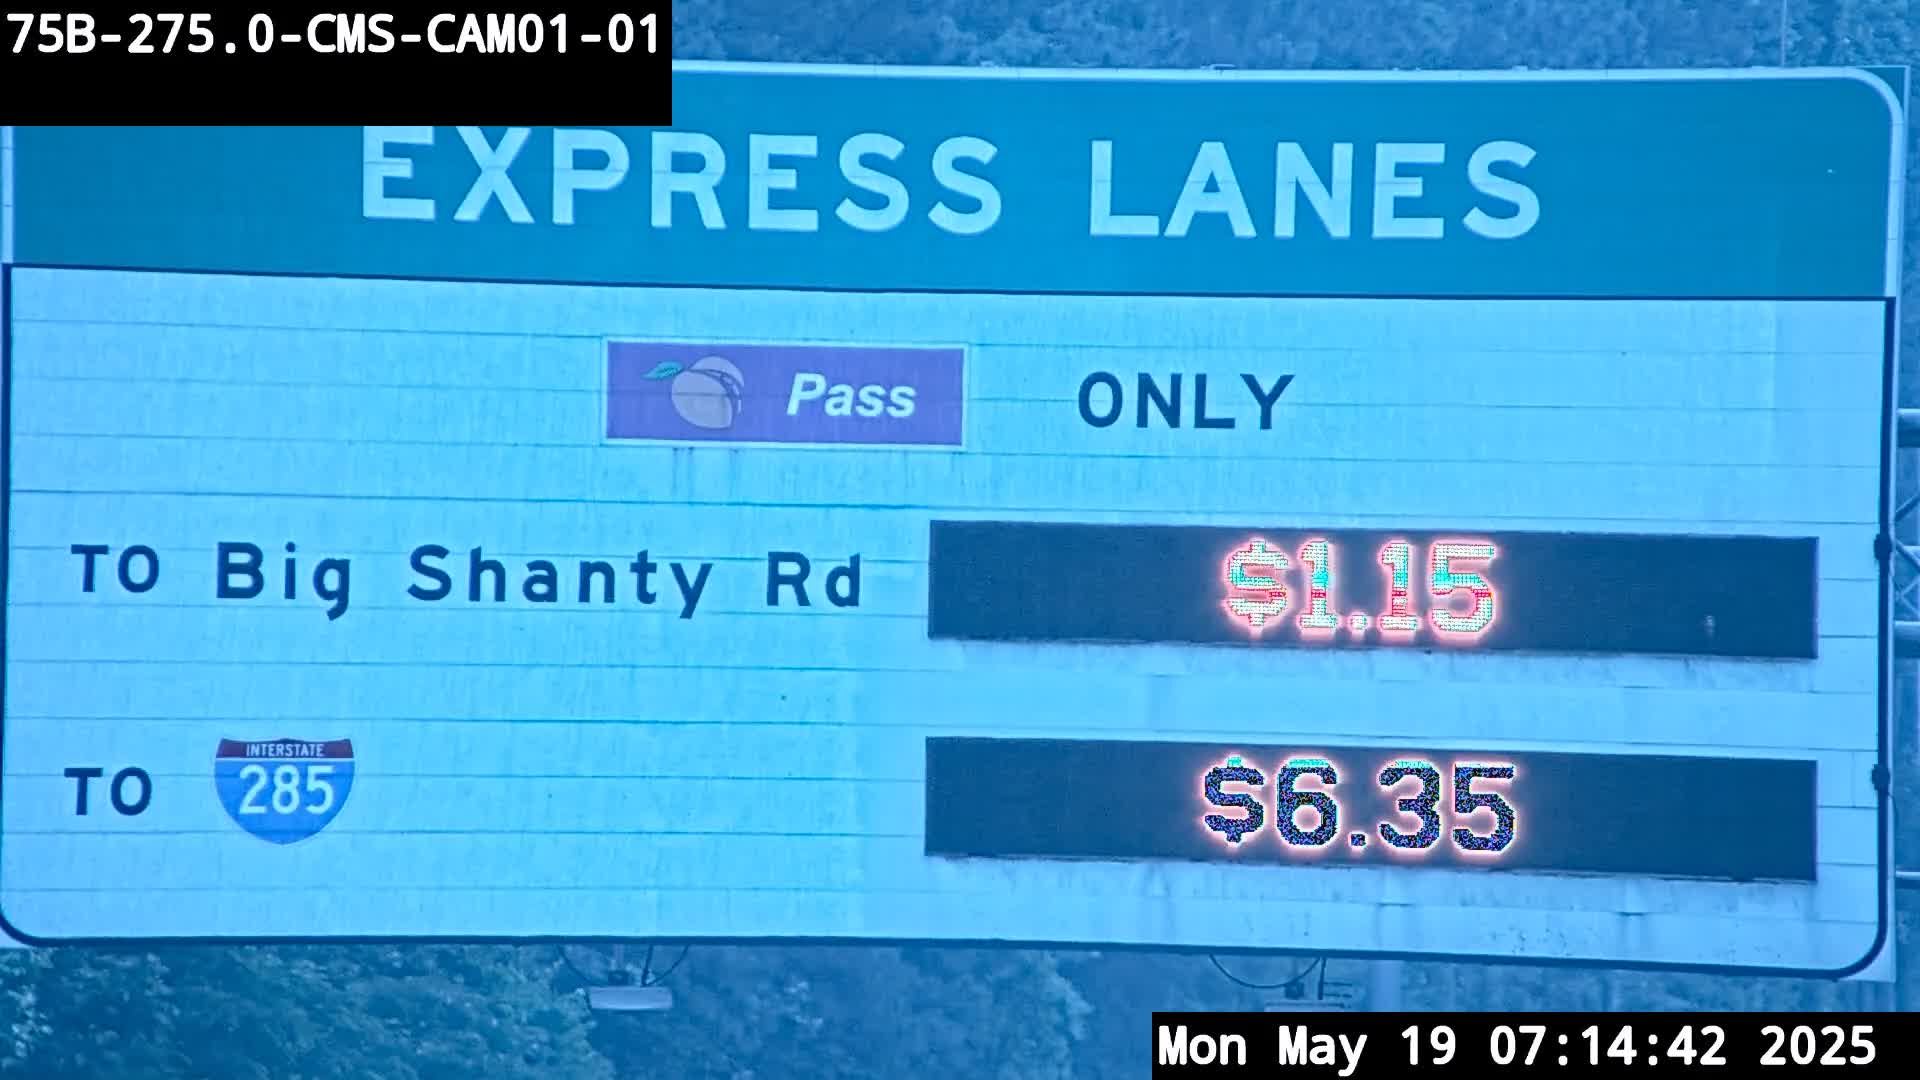 75B-275.0-CMS-CAM01-01
EXPRESS LANES
Pass ONLY
TO Big Shanty Rd $1.15
TO INTERSTATE 285 $6.35
Mon May 19 07:14:42 2025